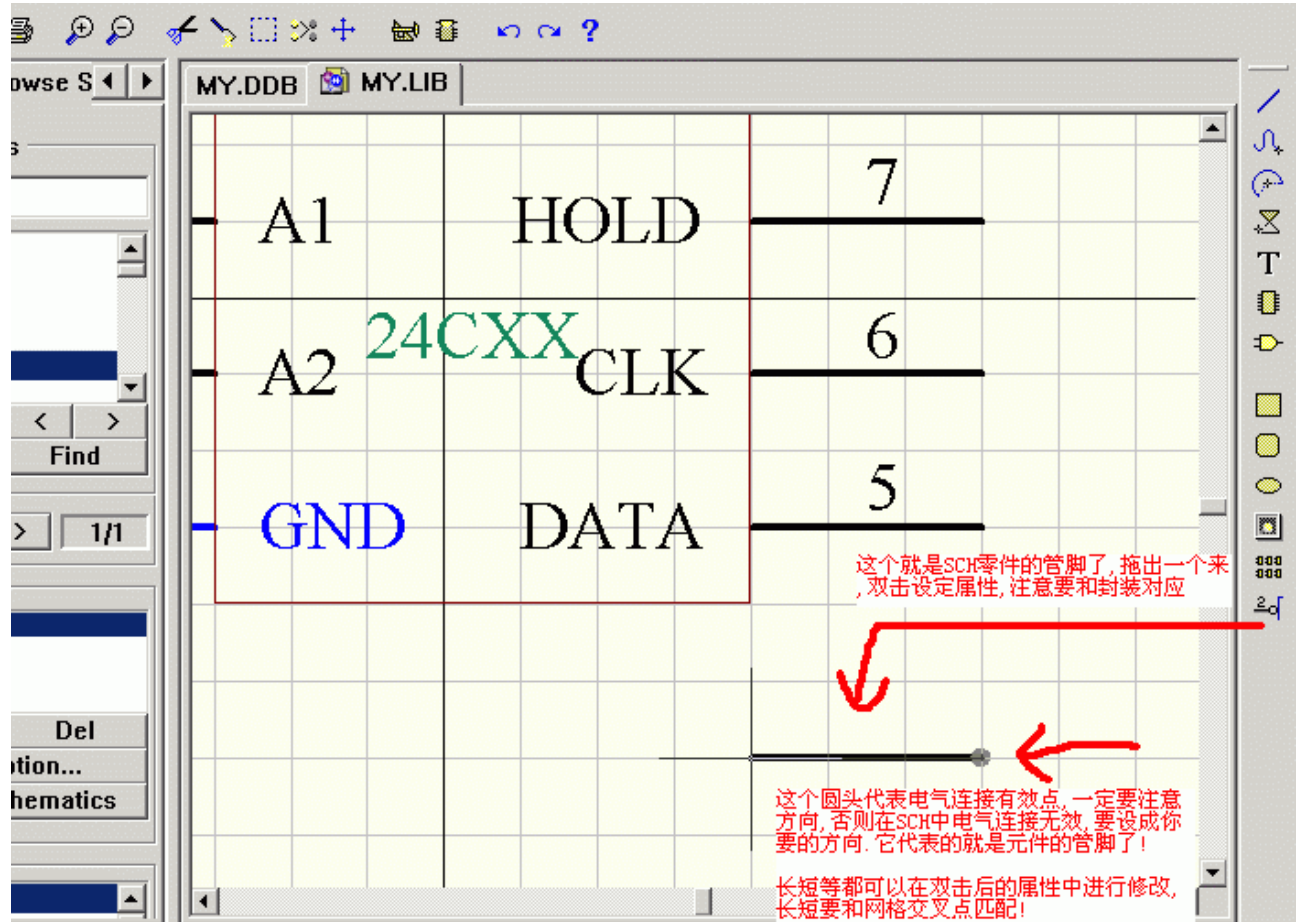 owse S
MY.DDB
MY.LIB
s
7
A1
HOLD
T
24CXX
6
A2
CLK
<
>
Find
5
GND
DATA
>
1/1
这个就是SCH零件的管脚了,拖出一个来
,双击设定属性,注意要和封装对应
Del
tion...
hematics
这个圆头代表电气连接有效点,一定要注意
方向,否则在SCH中电气连接无效,要设成你
要的方向.它代表的就是元件的管脚了!
长短等都可以在双击后的属性中进行修改,
长短要和网格交叉点匹配!